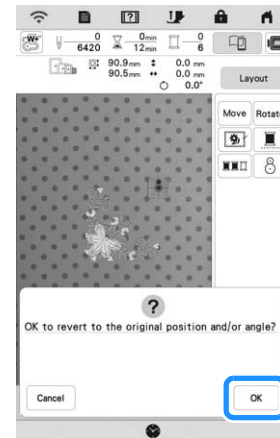 W+
0
6420
0min
12min
0
6
90.9mm
90.5mm
0.0 mm
0.0 mm
0.0°
Layout
Move
Rotate
OK to revert to the original position and/or angle?
Cancel
OK